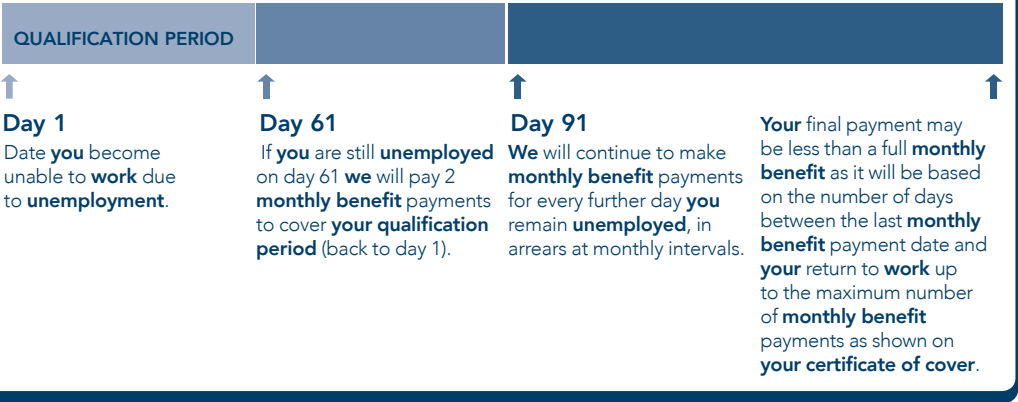 QUALIFICATION PERIOD
Day 1
Date you become
unable to work due
to unemployment.
Day 61
If you are still unemployed
on day 61 we will pay 2
monthly benefit payments
to cover your qualification
period (back to day 1).
Day 91
We will continue to make
monthly benefit payments
for every further day you
remain unemployed, in
arrears at monthly intervals.
Your final payment may
be less than a full monthly
benefit as it will be based
on the number of days
between the last monthly
benefit payment date and
your return to work up
to the maximum number
of monthly benefit
payments as shown on
your certificate of cover.